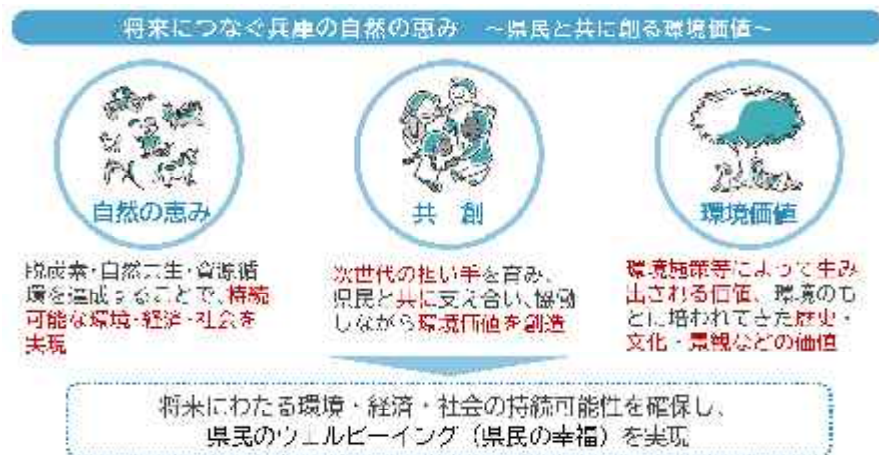 将来につなぐ兵庫の自然の恵み ～県民と共に創る環境価値～
自然の恵み
脱炭素・自然共生・資源循
環を達成することで、持続
可能な環境・経済・社会を
実現
共 創
次世代の担い手を育み、
県民と共に支え合い、協働
しながら環境価値を創造
環境価値
環境施策等によって生み
出される価値、環境のも
とに培われてきた歴史・
文化・景観などの価値
将来にわたる環境・経済・社会の持続可能性を確保し、
県民のウェルビーイング（県民の幸福）を実現